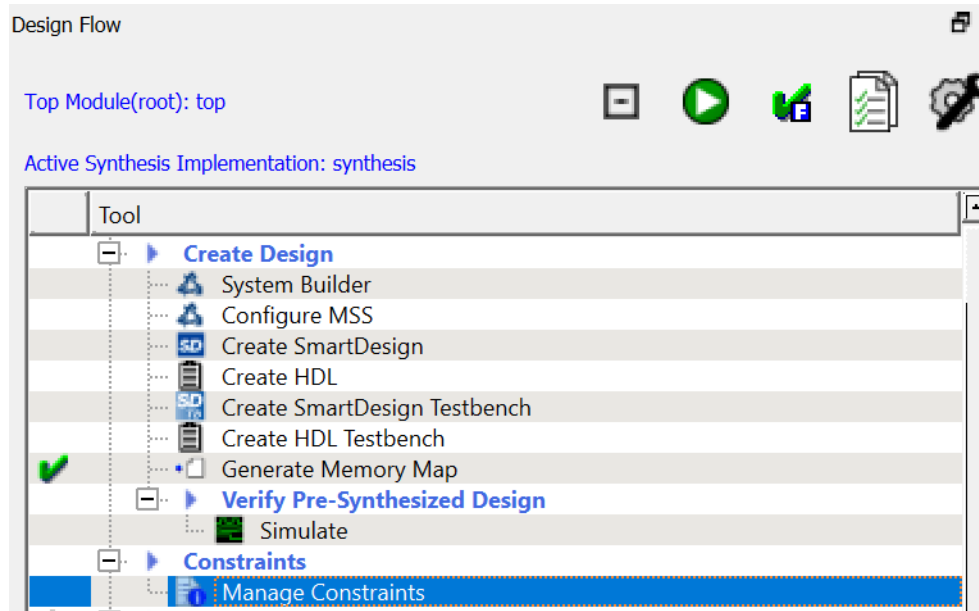 Design Flow
Top Module(root): top
Active Synthesis Implementation: synthesis
Tool
Create Design
System Builder
Configure MSS
SD Create SmartDesign
Create HDL
Create SmartDesign Testbench
Create HDL Testbench
Generate Memory Map
Verify Pre-Synthesized Design
Simulate
Constraints
Manage Constraints